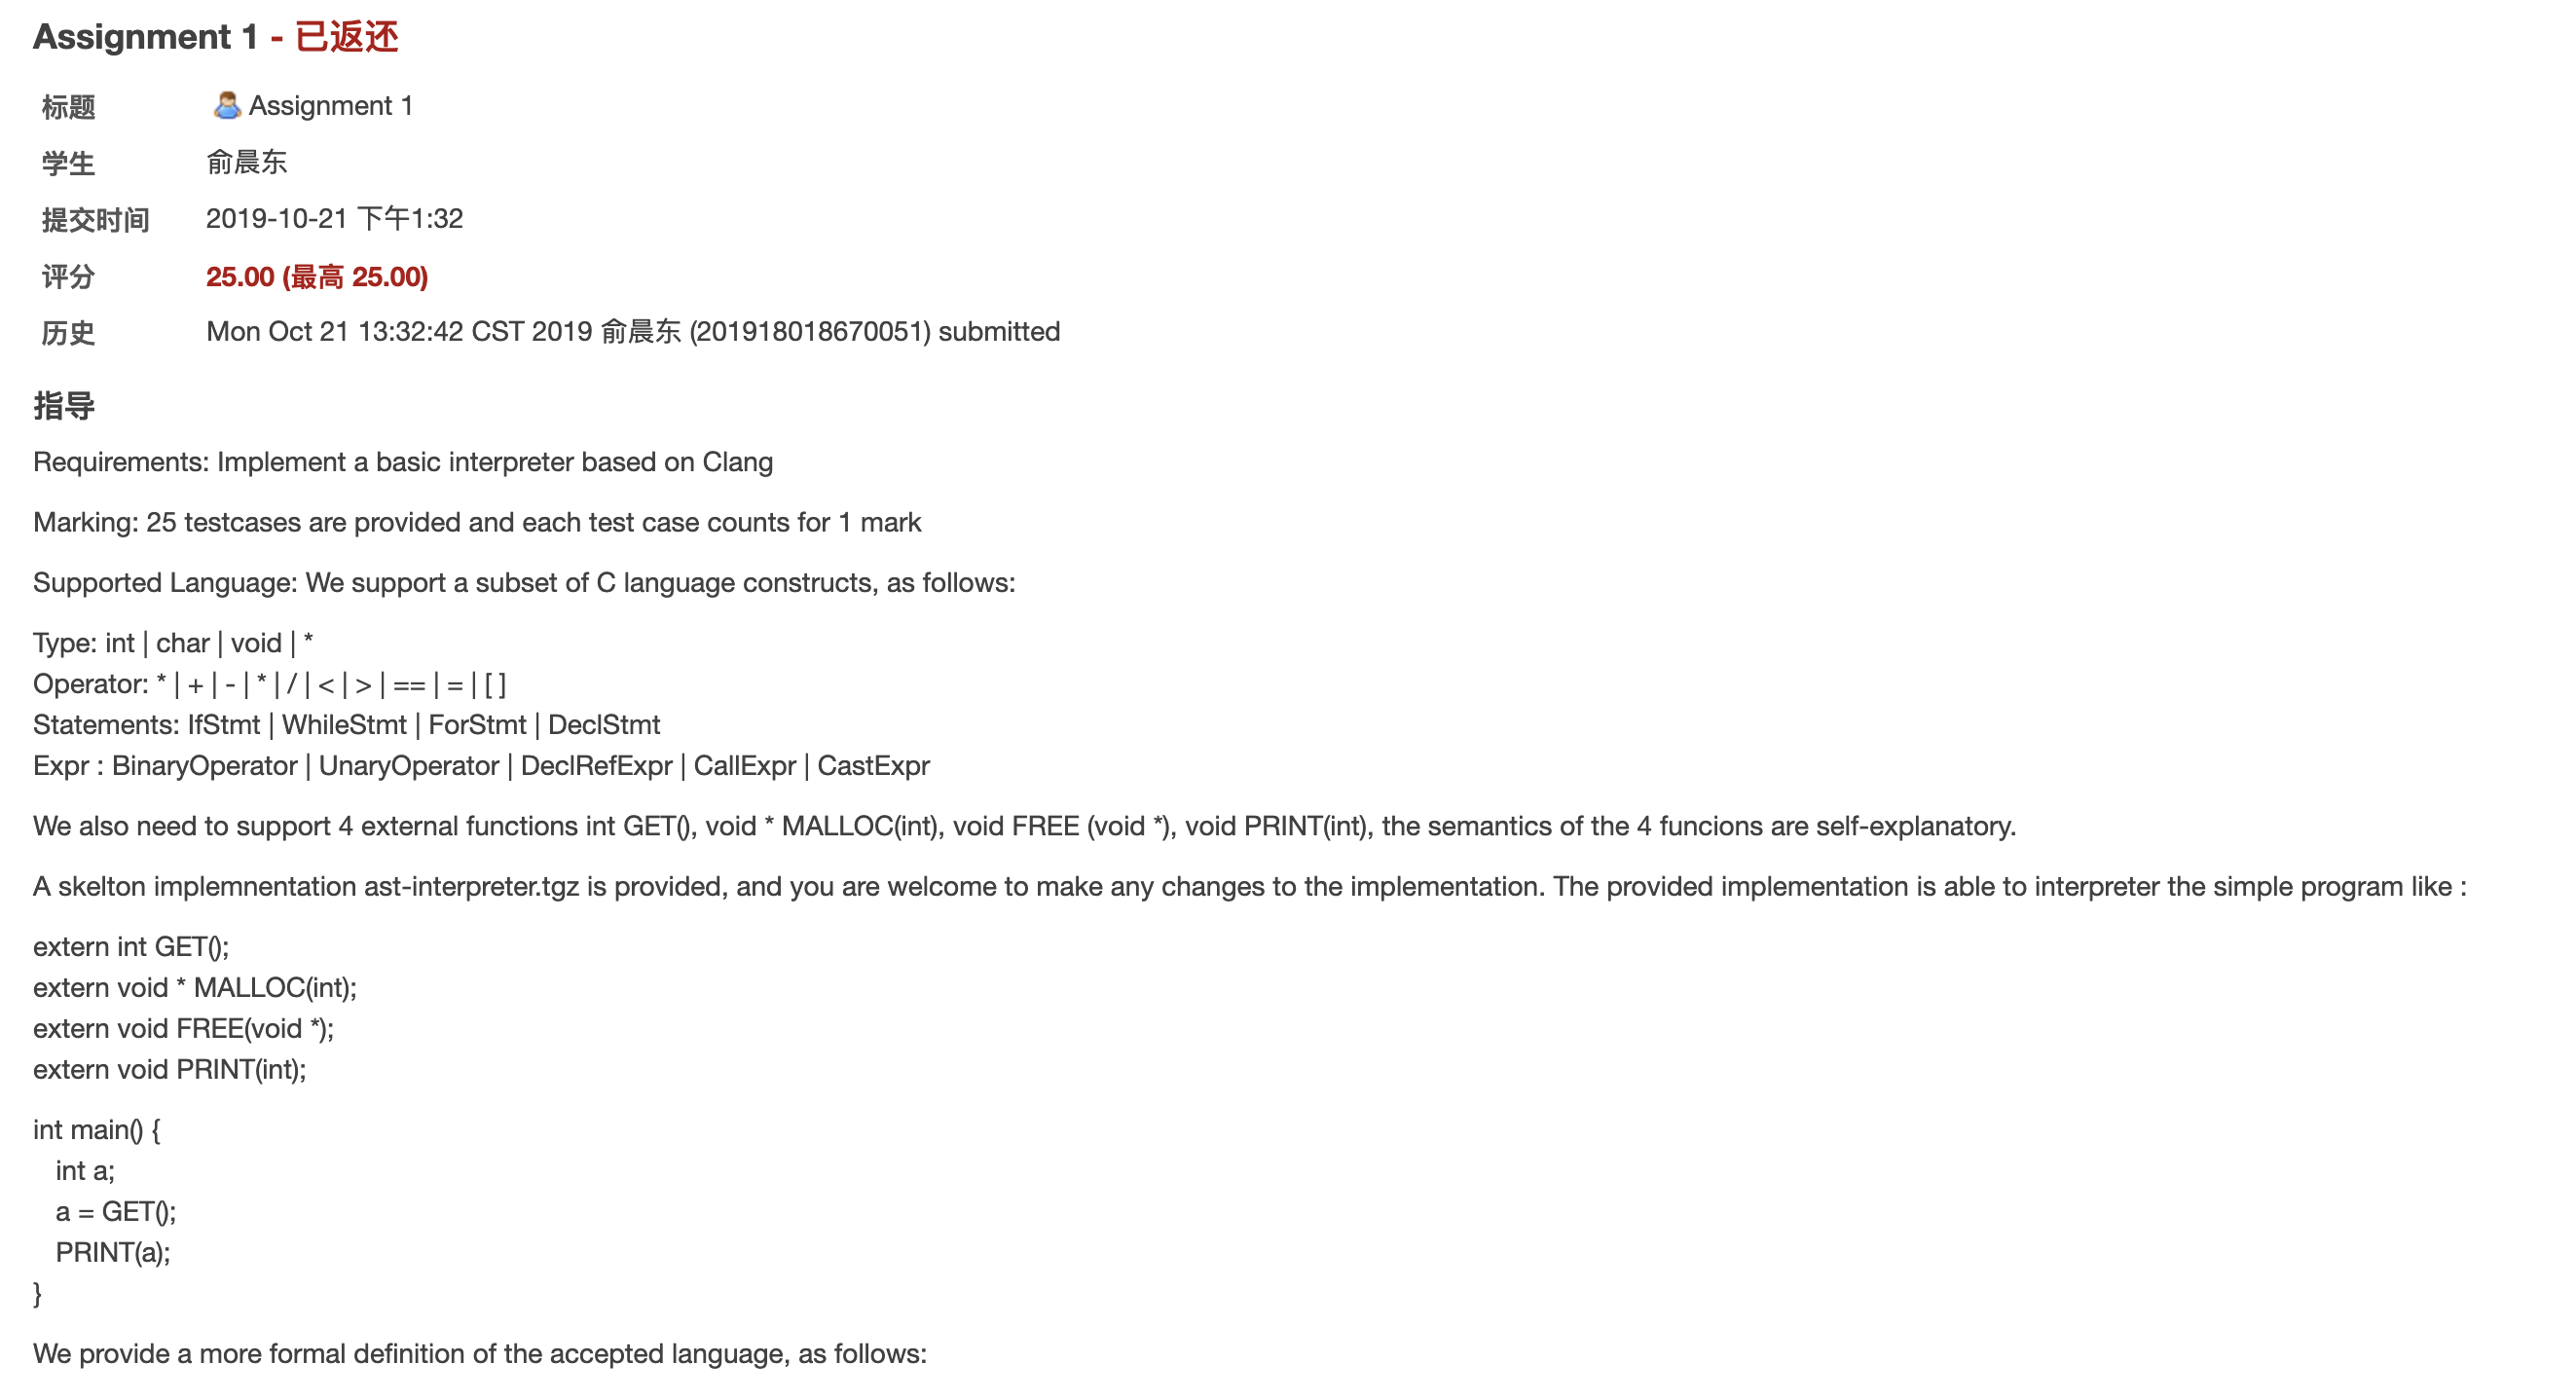 Assignment 1 - 已返还
标题 Assignment 1
学生 俞晨东
提交时间 2019-10-21 下午1:32
评分 25.00 (最高 25.00)
历史 Mon Oct 21 13:32:42 CST 2019 俞晨东 (201918018670051) submitted
指导
Requirements: Implement a basic interpreter based on Clang
Marking: 25 testcases are provided and each test case counts for 1 mark
Supported Language: We support a subset of C language constructs, as follows:
Type: int | char | void | *
Operator: * | + | - | * | / | < | > | == | = | [ ]
Statements: IfStmt | WhileStmt | ForStmt | DeclStmt
Expr : BinaryOperator | UnaryOperator | DeclRefExpr | CallExpr | CastExpr
We also need to support 4 external functions int GET(), void * MALLOC(int), void FREE (void *), void PRINT(int), the semantics of the 4 funcions are self-explanatory.
A skelton implemnentation ast-interpreter.tgz is provided, and you are welcome to make any changes to the implementation. The provided implementation is able to interpreter the simple program like :
extern int GET();
extern void * MALLOC(int);
extern void FREE(void *);
extern void PRINT(int);
int main() {
int a;
a = GET();
PRINT(a);
}
We provide a more formal definition of the accepted language, as follows: